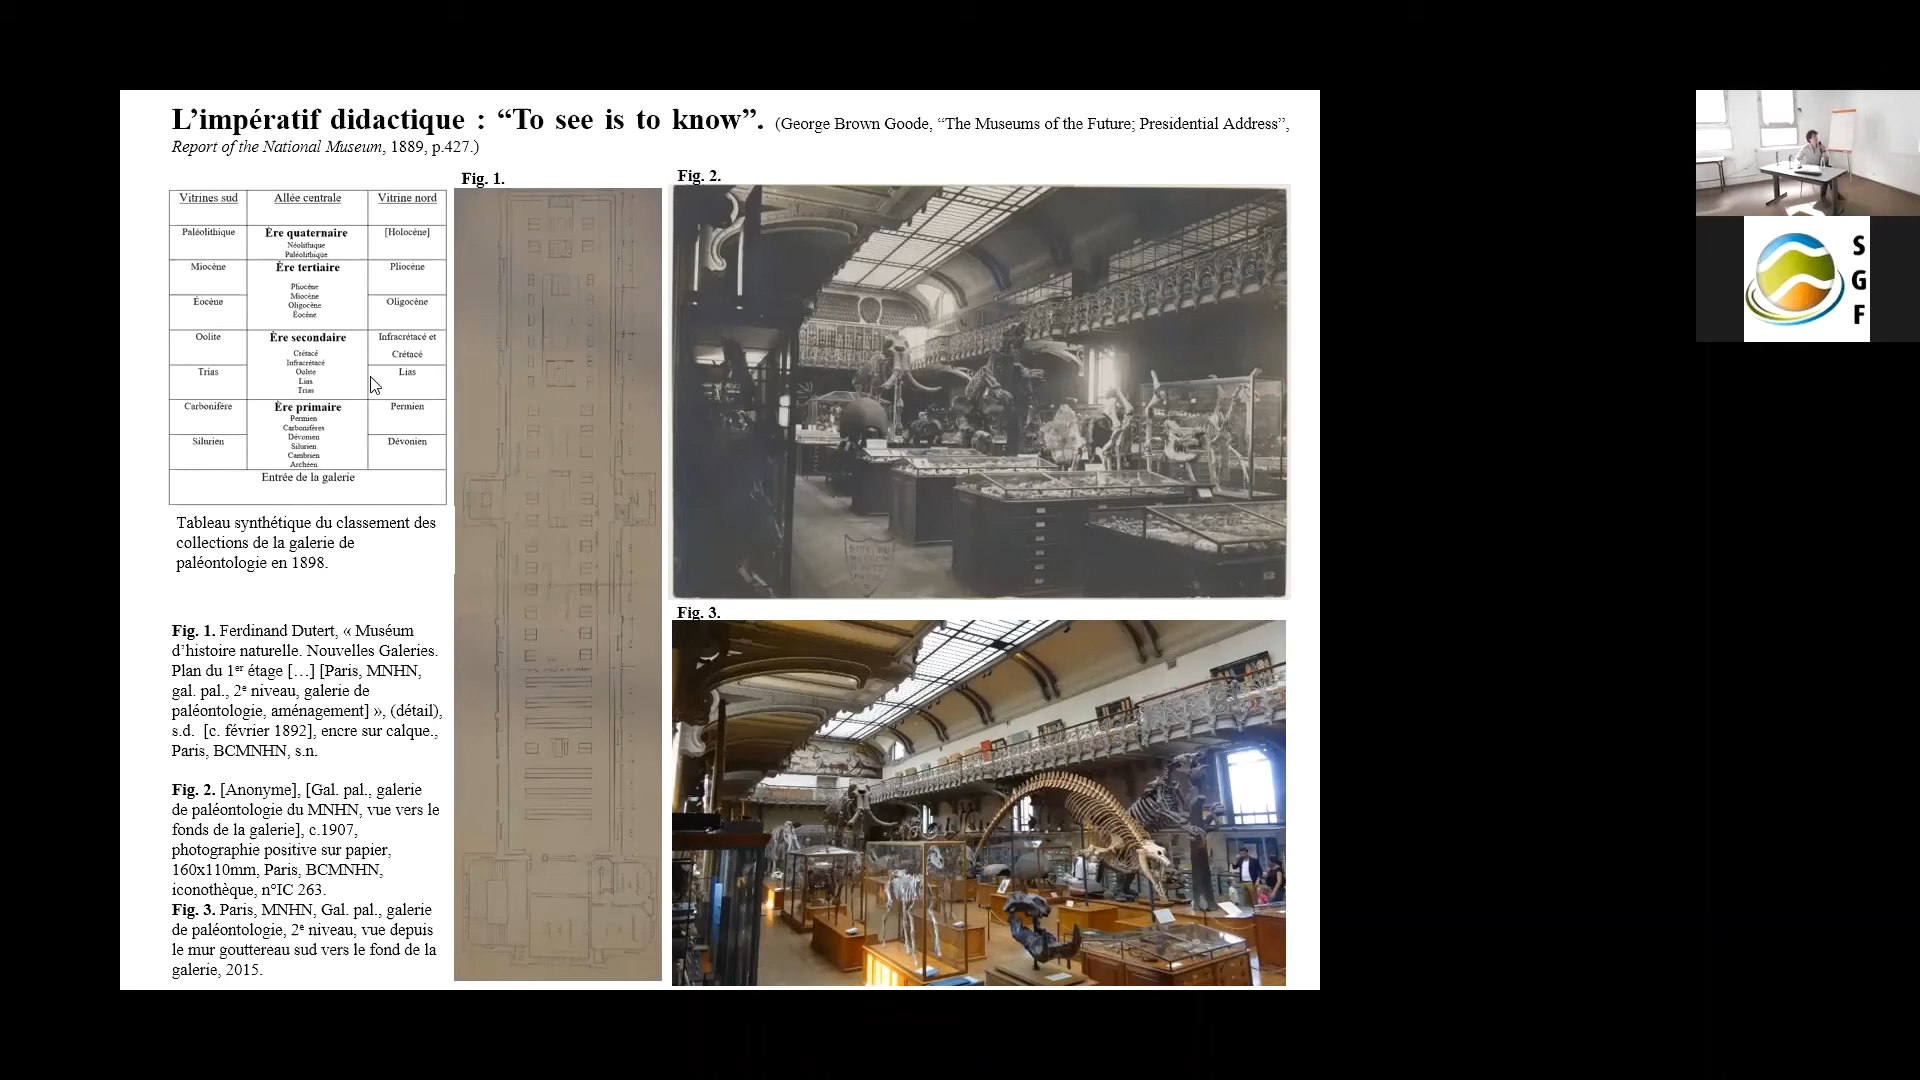 L’impératif didactique : “To see is to know”. (George Brown Goode, “The Museums of the Future; Presidential Address”,
Report of the National Museum, 1889, p.427.)
Vitrines sud Allée centrale Vitrine nord
Paléolithique Ère quaternaire [Holocène]
Néolithique
Paléolithique
Miocène Ère tertiaire Pliocène
Pliocène
Miocène
Éocène Oligocène Oligocène
Éocène
Oolite Ère secondaire Infracrétacé et
Crétacé Crétacé
Infracrétacé
Trias Oolite Lias
Lias
Trias
Carbonifère Ère primaire Permien
Permien
Carbonifères
Dévonien
Silurien Silurien Dévonien
Cambrien
Archéen
Entrée de la galerie
Tableau synthétique du classement des
collections de la galerie de
paléontologie en 1898.
Fig. 1. Ferdinand Dutert, « Muséum
d’histoire naturelle. Nouvelles Galeries.
Plan du 1er étage […] [Paris, MNHN,
gal. pal., 2e niveau, galerie de
paléontologie, aménagement] », (détail),
s.d. [c. février 1892], encre sur calque.,
Paris, BCMNHN, s.n.
Fig. 2. [Anonyme], [Gal. pal., galerie
de paléontologie du MNHN, vue vers le
fonds de la galerie], c.1907,
photographie positive sur papier,
160x110mm, Paris, BCMNHN,
iconothèque, n°IC 263.
Fig. 3. Paris, MNHN, Gal. pal., galerie
de paléontologie, 2e niveau, vue depuis
le mur gouttereau sud vers le fond de la
galerie, 2015.
Fig. 1.
Fig. 2.
Fig. 3.
S
G
F